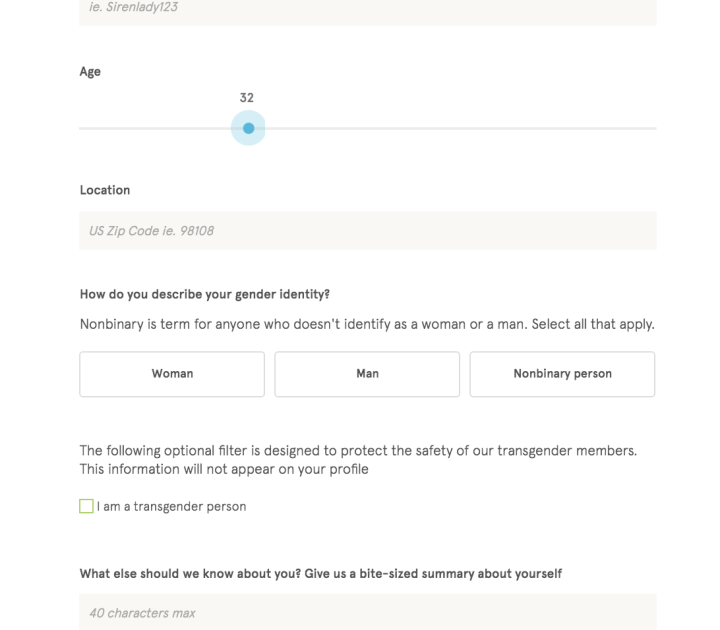 ie. Sirenlady123
Age
32
Location
US Zip Code ie. 98108
How do you describe your gender identity?
Nonbinary is term for anyone who doesn't identify as a woman or a man. Select all that apply.
Woman
Man
Nonbinary person
The following optional filter is designed to protect the safety of our transgender members.
This information will not appear on your profile
I am a transgender person
What else should we know about you? Give us a bite-sized summary about yourself
40 characters max